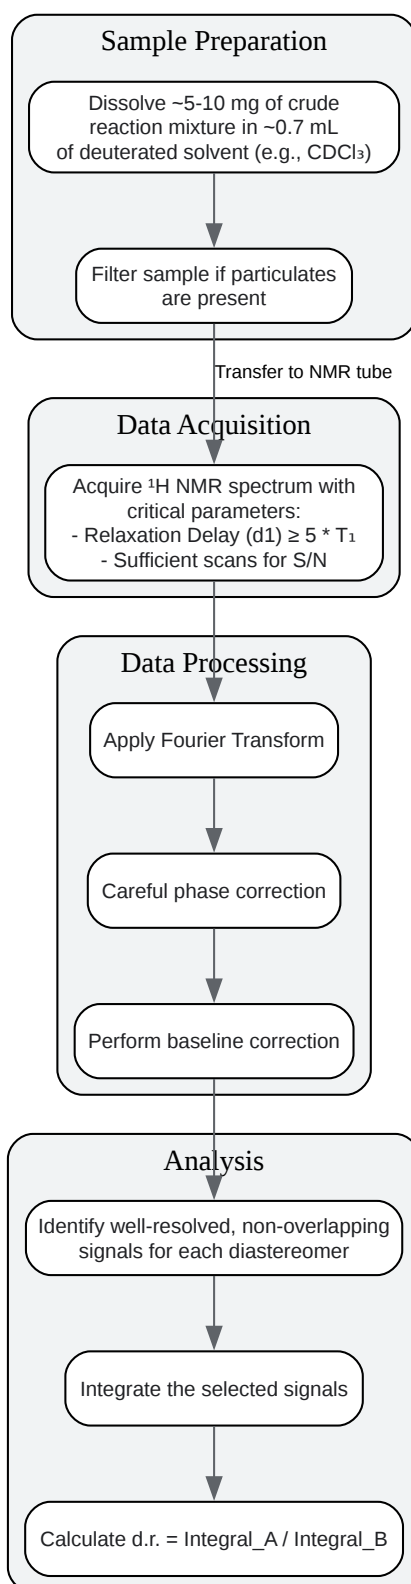 Sample Preparation
Dissolve ~5-10 mg of crude
reaction mixture in ~0.7 mL
of deuterated solvent (e.g., CDCl₃)
Filter sample if particulates
are present
Transfer to NMR tube
Data Acquisition
Acquire ¹H NMR spectrum with
critical parameters:
- Relaxation Delay (d1) ≥ 5 * T₁
- Sufficient scans for S/N
Data Processing
Apply Fourier Transform
Careful phase correction
Perform baseline correction
Analysis
Identify well-resolved, non-overlapping
signals for each diastereomer
Integrate the selected signals
Calculate d.r. = Integral_A / Integral_B